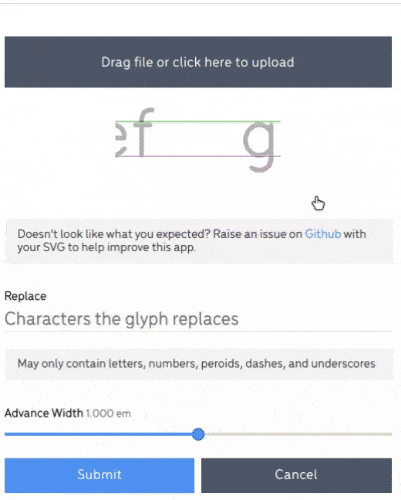 Drag file or click here to upload
ef g
Doesn't look like what you expected? Raise an issue on Github with
your SVG to help improve this app.
Replace
Characters the glyph replaces
May only contain letters, numbers, peroids, dashes, and underscores
Advance Width 1.000 em
Submit Cancel